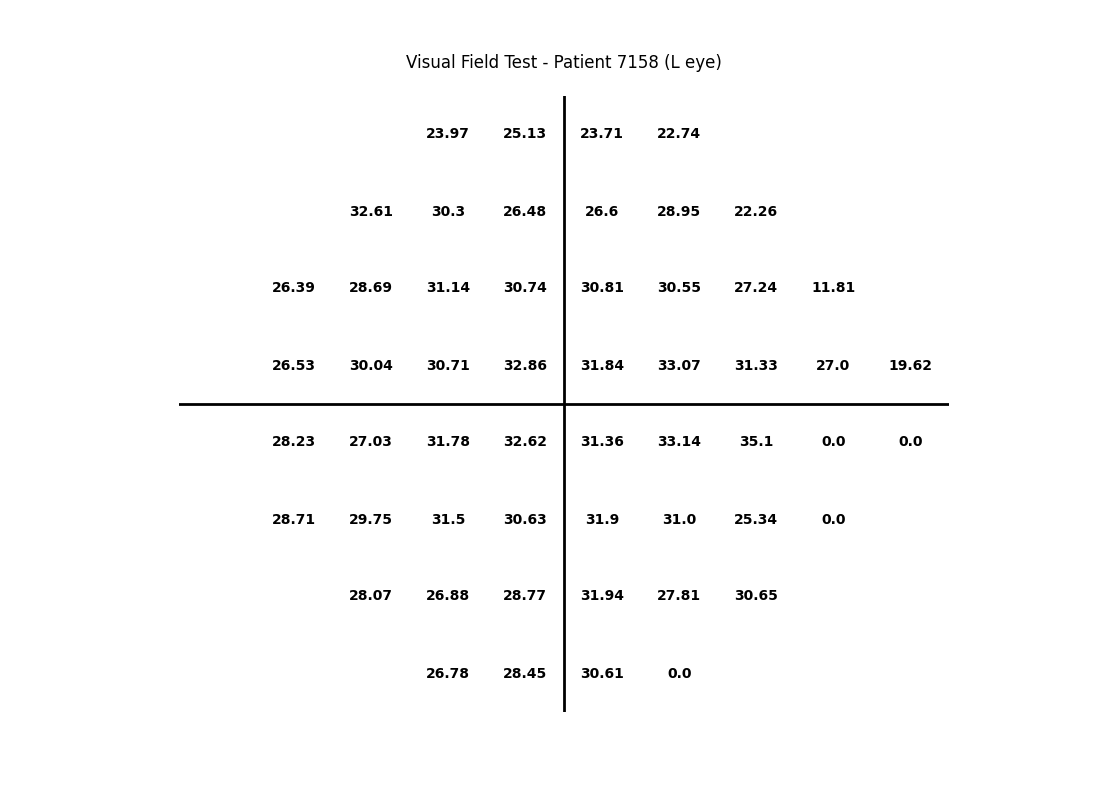 Visual Field Test - Patient 7158 (L eye)
23.97 25.13 23.71 22.74
32.61 30.3 26.48 26.6 28.95 22.26
26.39 28.69 31.14 30.74 30.81 30.55 27.24 11.81
26.53 30.04 30.71 32.86 31.84 33.07 31.33 27.0 19.62
28.23 27.03 31.78 32.62 31.36 33.14 35.1 0.0 0.0
28.71 29.75 31.5 30.63 31.9 31.0 25.34 0.0
28.07 26.88 28.77 31.94 27.81 30.65
26.78 28.45 30.61 0.0